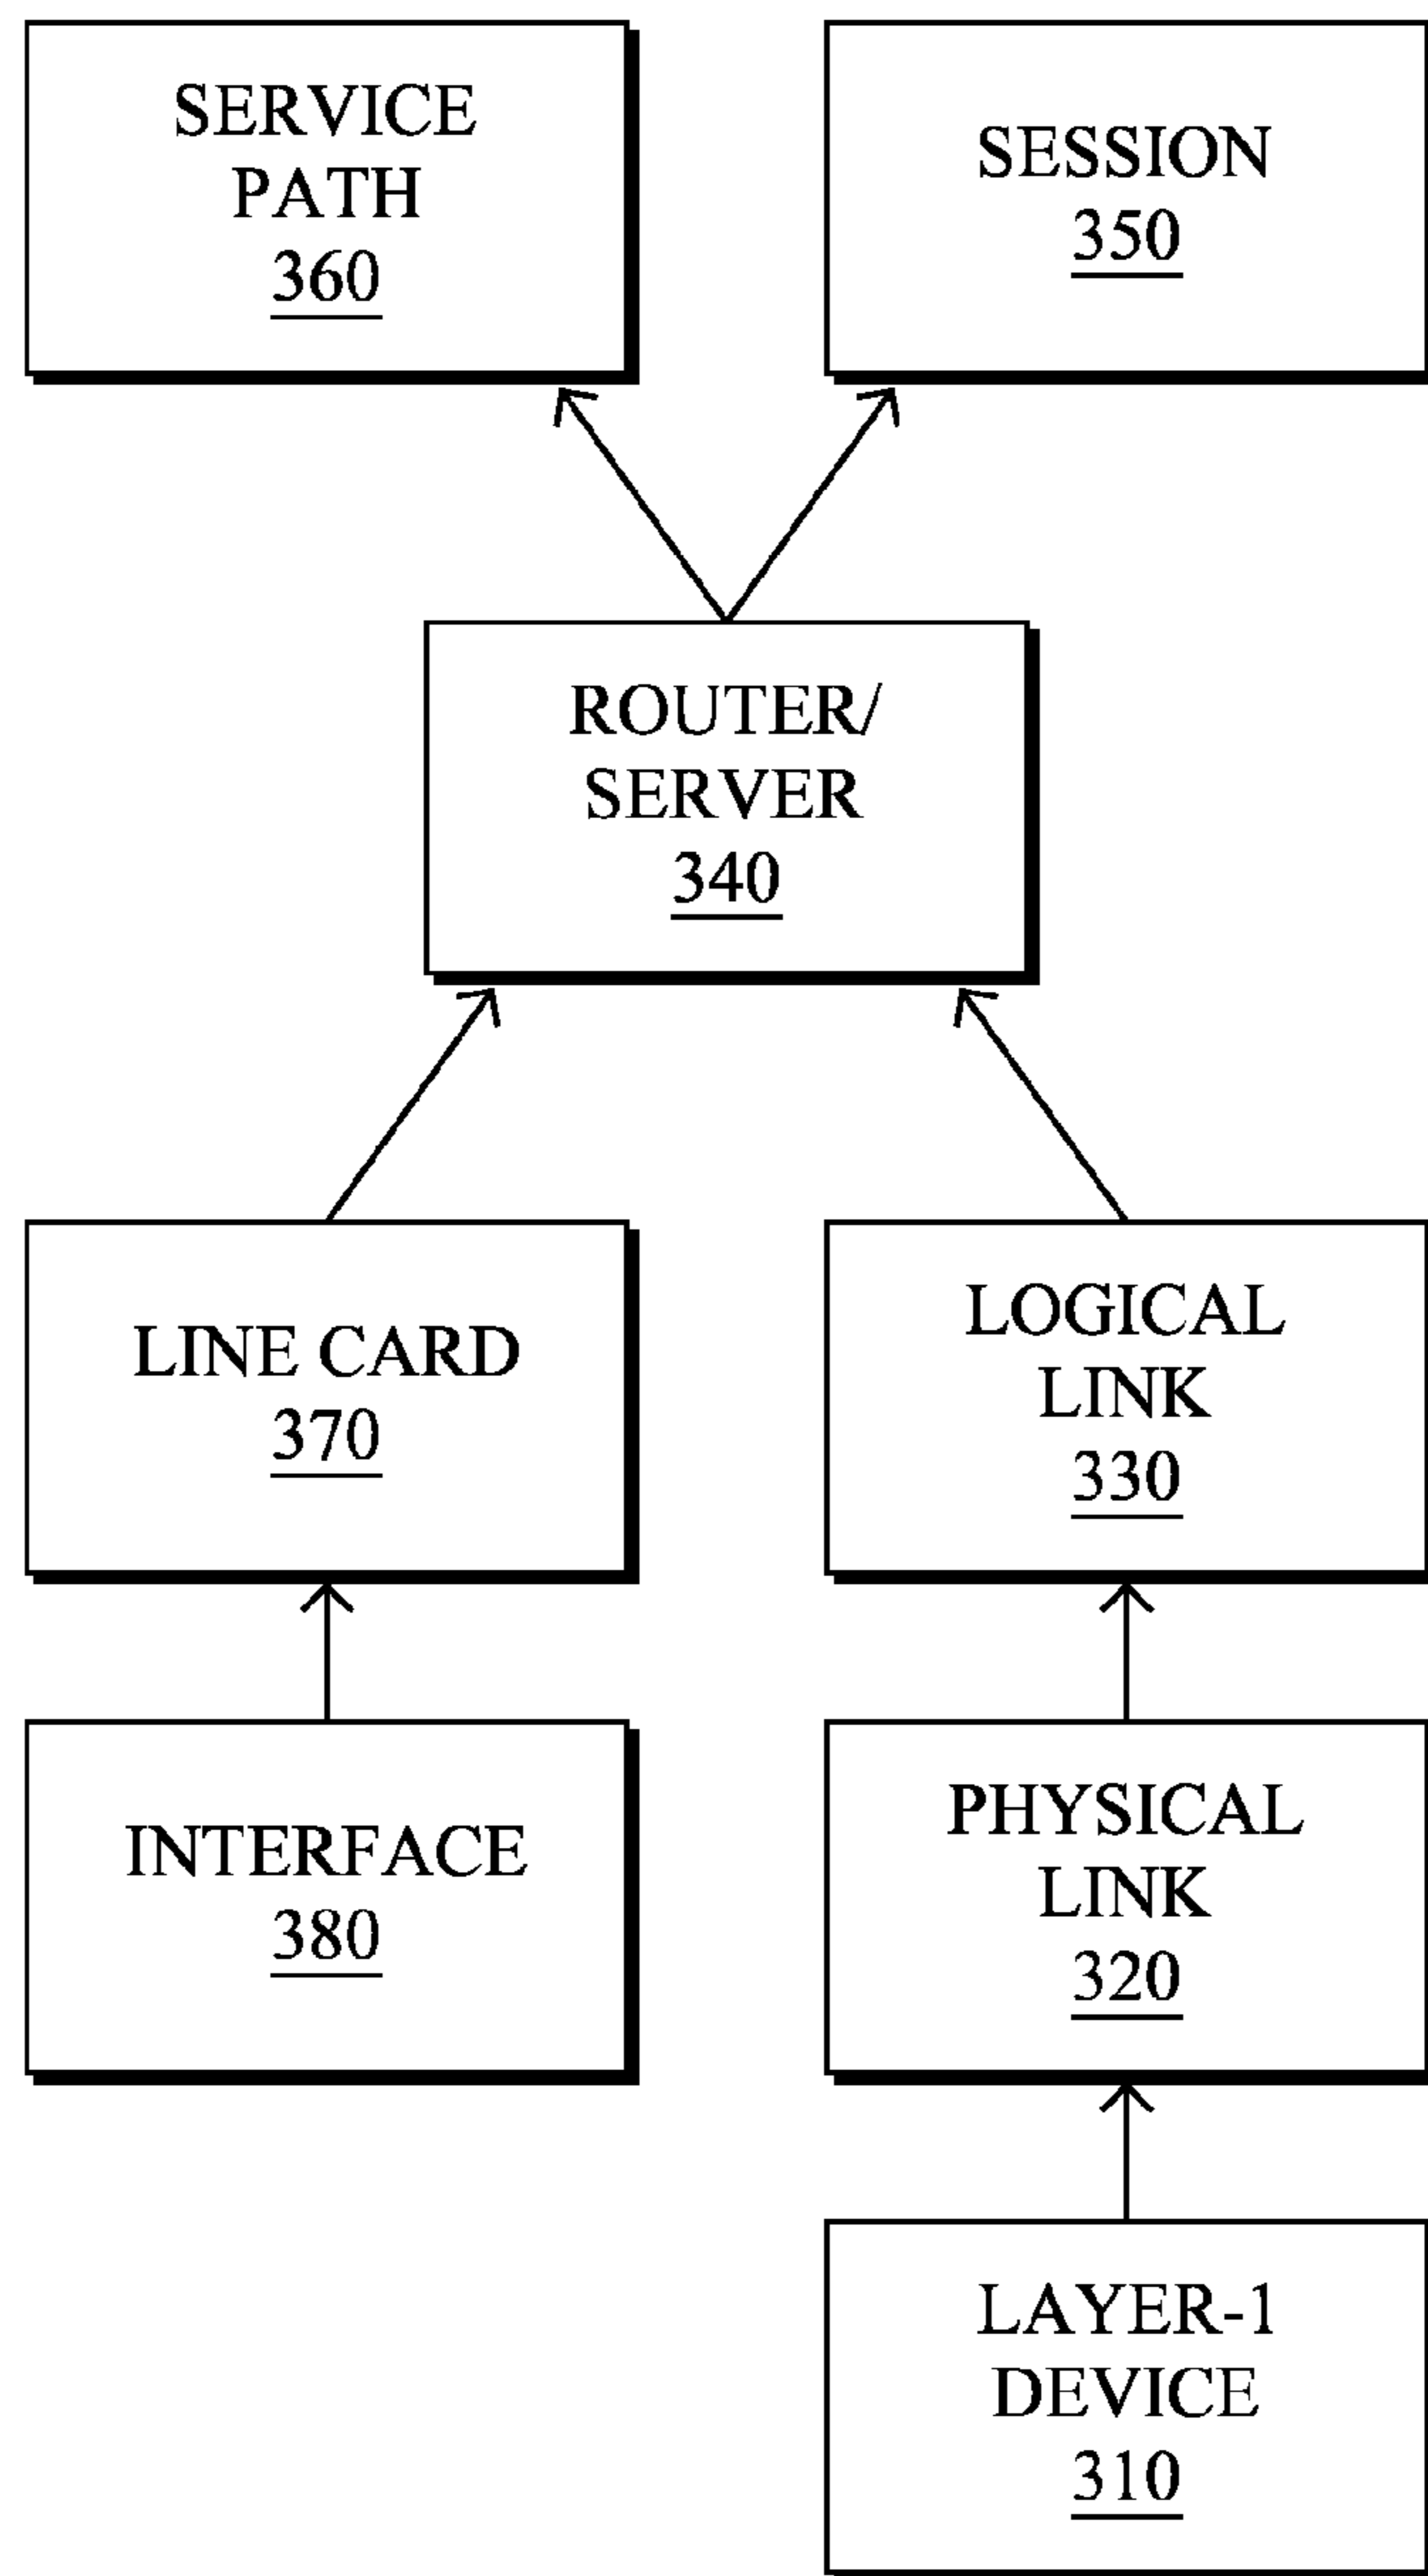 SERVICE
PATH
360
SESSION
350
ROUTER/
SERVER
340
LINE CARD
370
LOGICAL
LINK
330
INTERFACE
380
PHYSICAL
LINK
320
LAYER-1
DEVICE
310